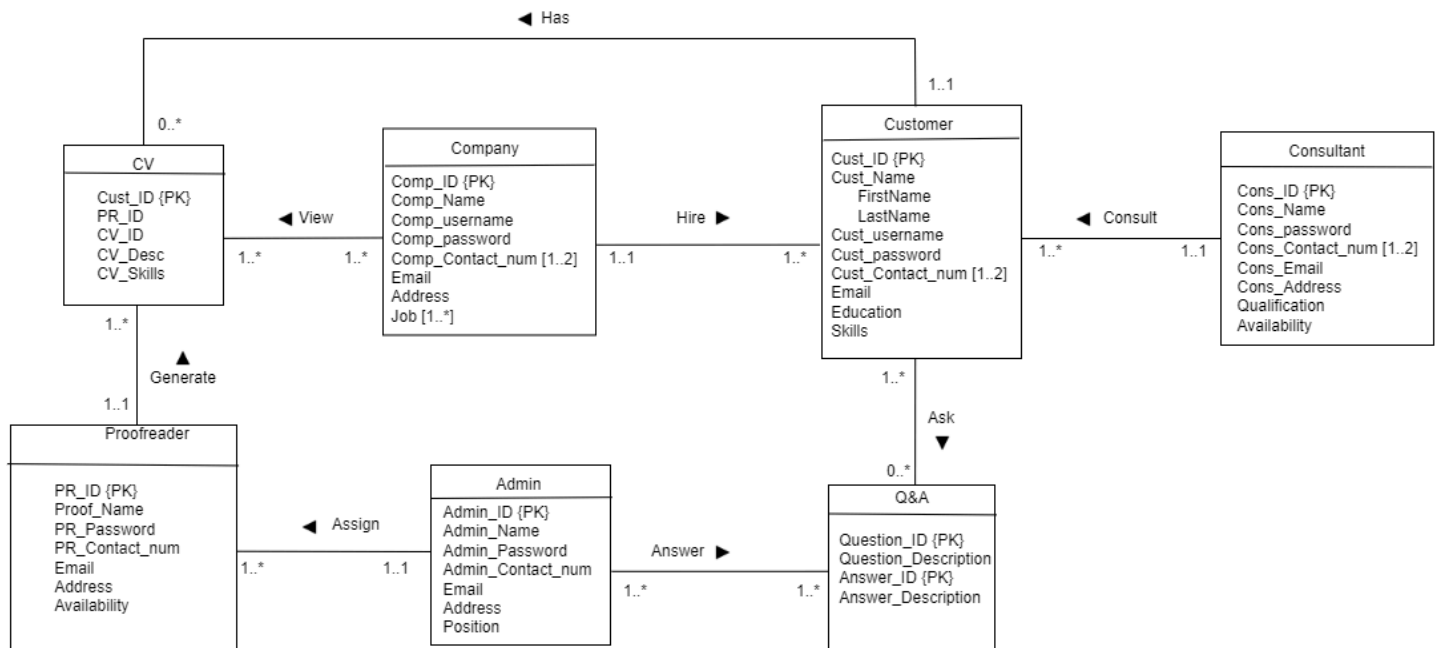 Has
1..1
0..*
CV
Cust_ID {PK}
PR_ID
CV_ID
CV_Desc
CV_Skills
View
1..*
1..*
Company
Comp_ID {PK}
Comp_Name
Comp_username
Comp_password
Comp_Contact_num [1..2]
Email
Address
Job [1..*]
Hire
1..1
1..*
Customer
Cust_ID {PK}
Cust_Name
FirstName
LastName
Cust_username
Cust_password
Cust_Contact_num [1..2]
Email
Education
Skills
Consult
1..*
1..1
Consultant
Cons_ID {PK}
Cons_Name
Cons_password
Cons_Contact_num [1..2]
Cons_Email
Cons_Address
Qualification
Availability
1..*
Generate
1..1
1..*
Ask
0..*
Proofreader
PR_ID {PK}
Proof_Name
PR_Password
PR_Contact_num
Email
Address
Availability
Assign
1..*
1..1
Admin
Admin_ID {PK}
Admin_Name
Admin_Password
Admin_Contact_num
Email
Address
Position
Answer
1..*
1..*
Q&A
Question_ID {PK}
Question_Description
Answer_ID {PK}
Answer_Description